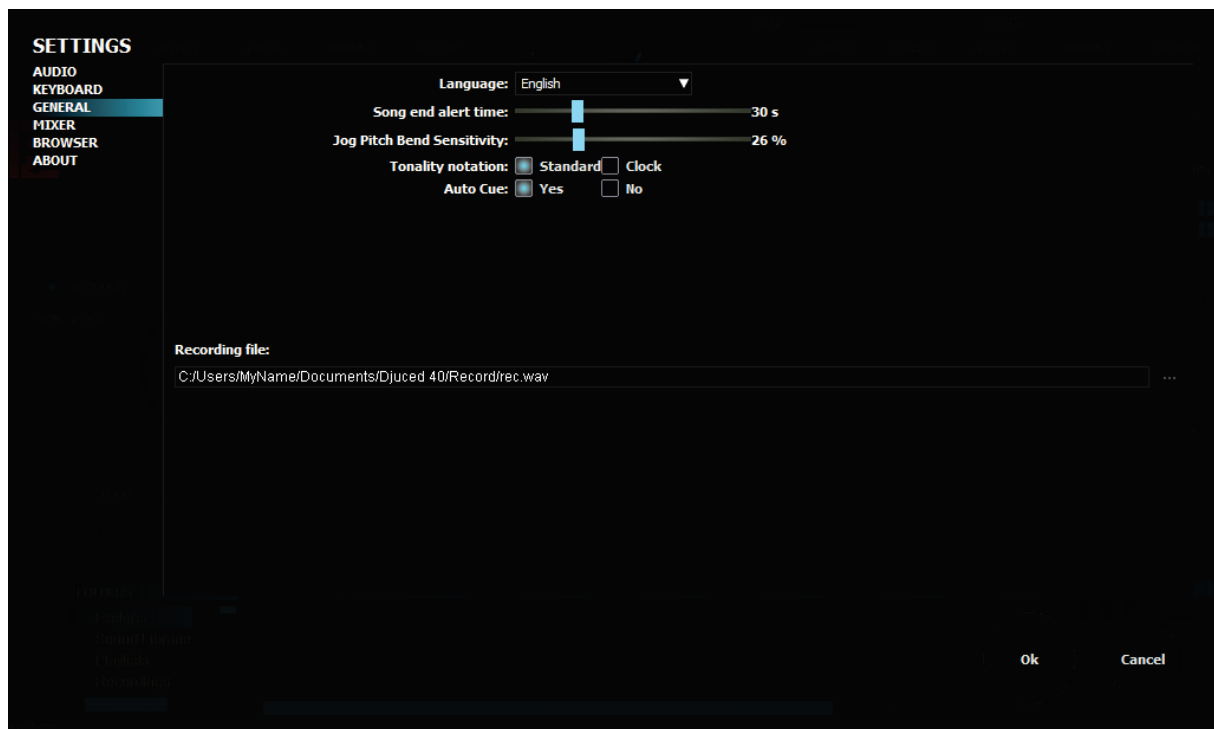 SETTINGS
AUDIO
KEYBOARD
GENERAL
MIXER
BROWSER
ABOUT
Language: English
Song end alert time: 30 s
Jog Pitch Bend Sensitivity: 26 %
Tonality notation: Standard Clock
Auto Cue: Yes No
Recording file:
C:/Users/MyName/Documents/Djuced 40/Record/rec.wav
...
Ok Cancel